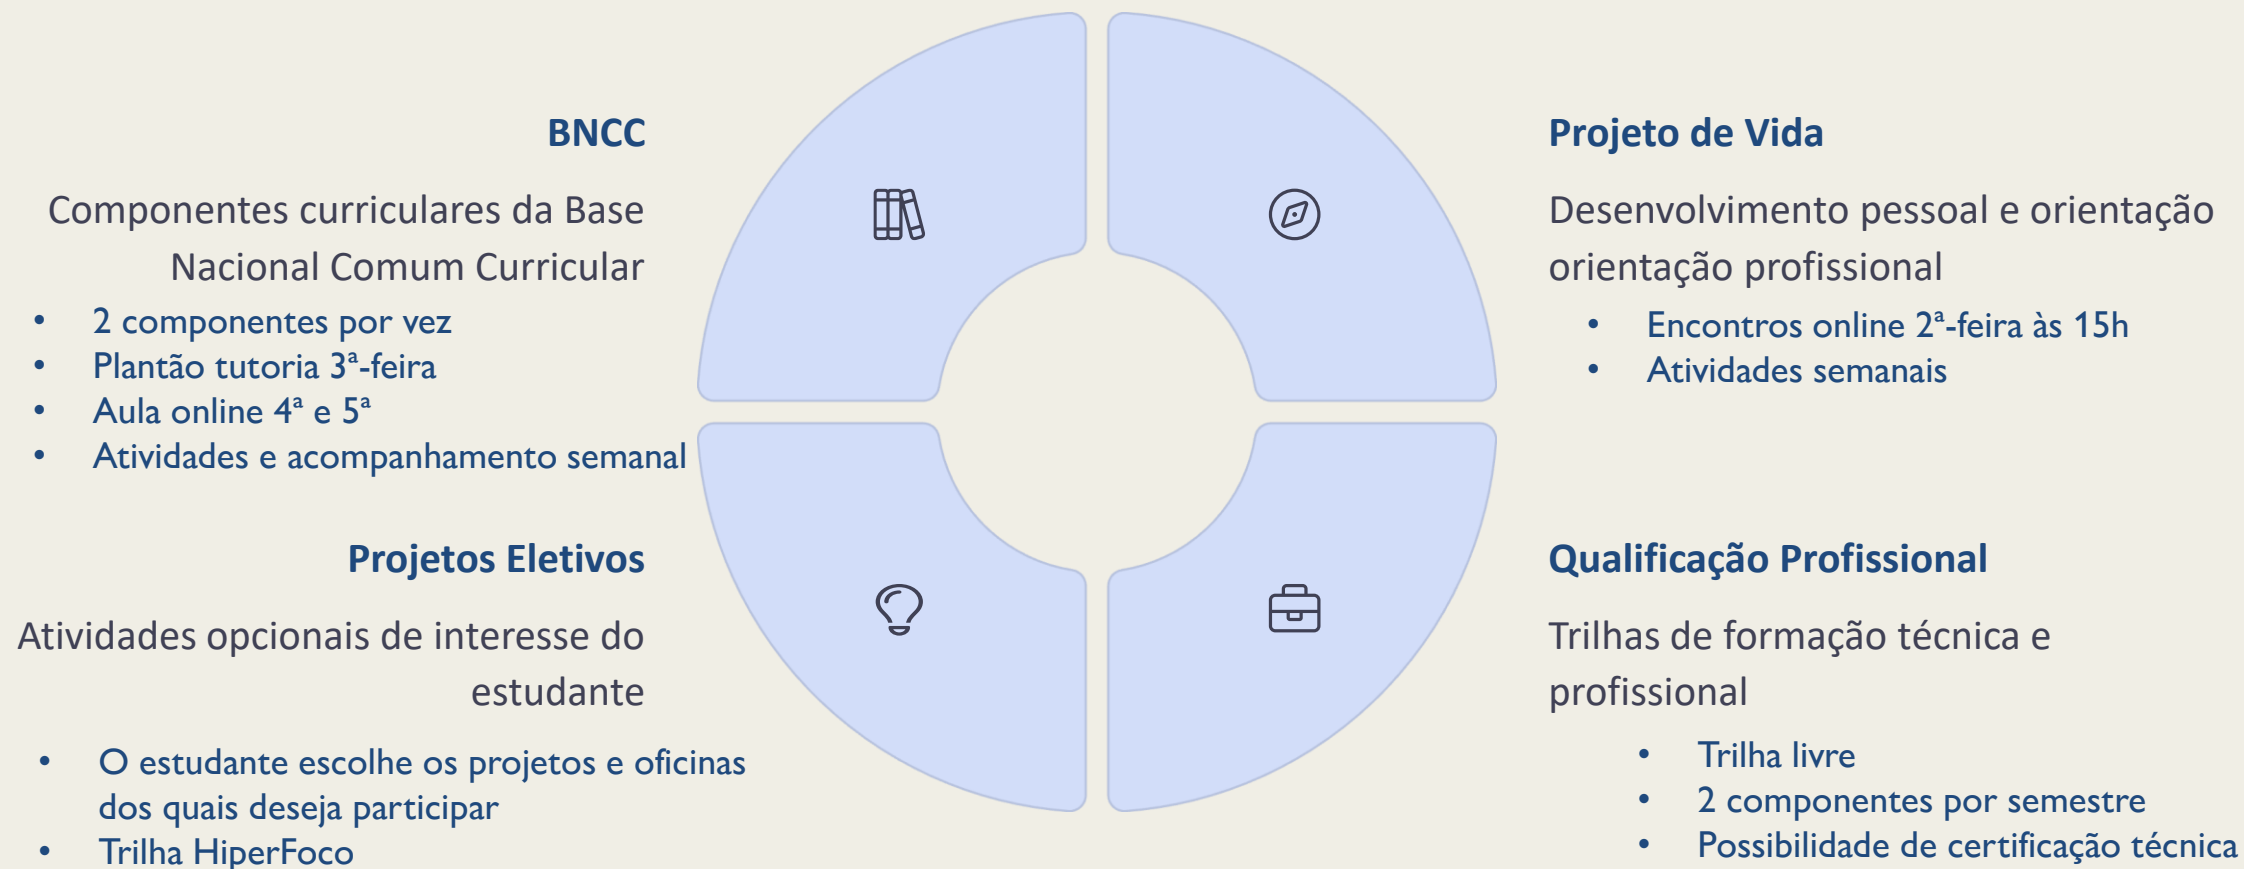 BNCC
Componentes curriculares da Base
Nacional Comum Curricular
• 2 componentes por vez
• Plantão tutoria 3ª-feira
• Aula online 4ª e 5ª
• Atividades e acompanhamento semanal
Projeto de Vida
Desenvolvimento pessoal e orientação
orientação profissional
• Encontros online 2ª-feira às 15h
• Atividades semanais
Projetos Eletivos
Atividades opcionais de interesse do
estudante
• O estudante escolhe os projetos e oficinas
dos quais deseja participar
• Trilha HiperFoco
Qualificação Profissional
Trilhas de formação técnica e
profissional
• Trilha livre
• 2 componentes por semestre
• Possibilidade de certificação técnica